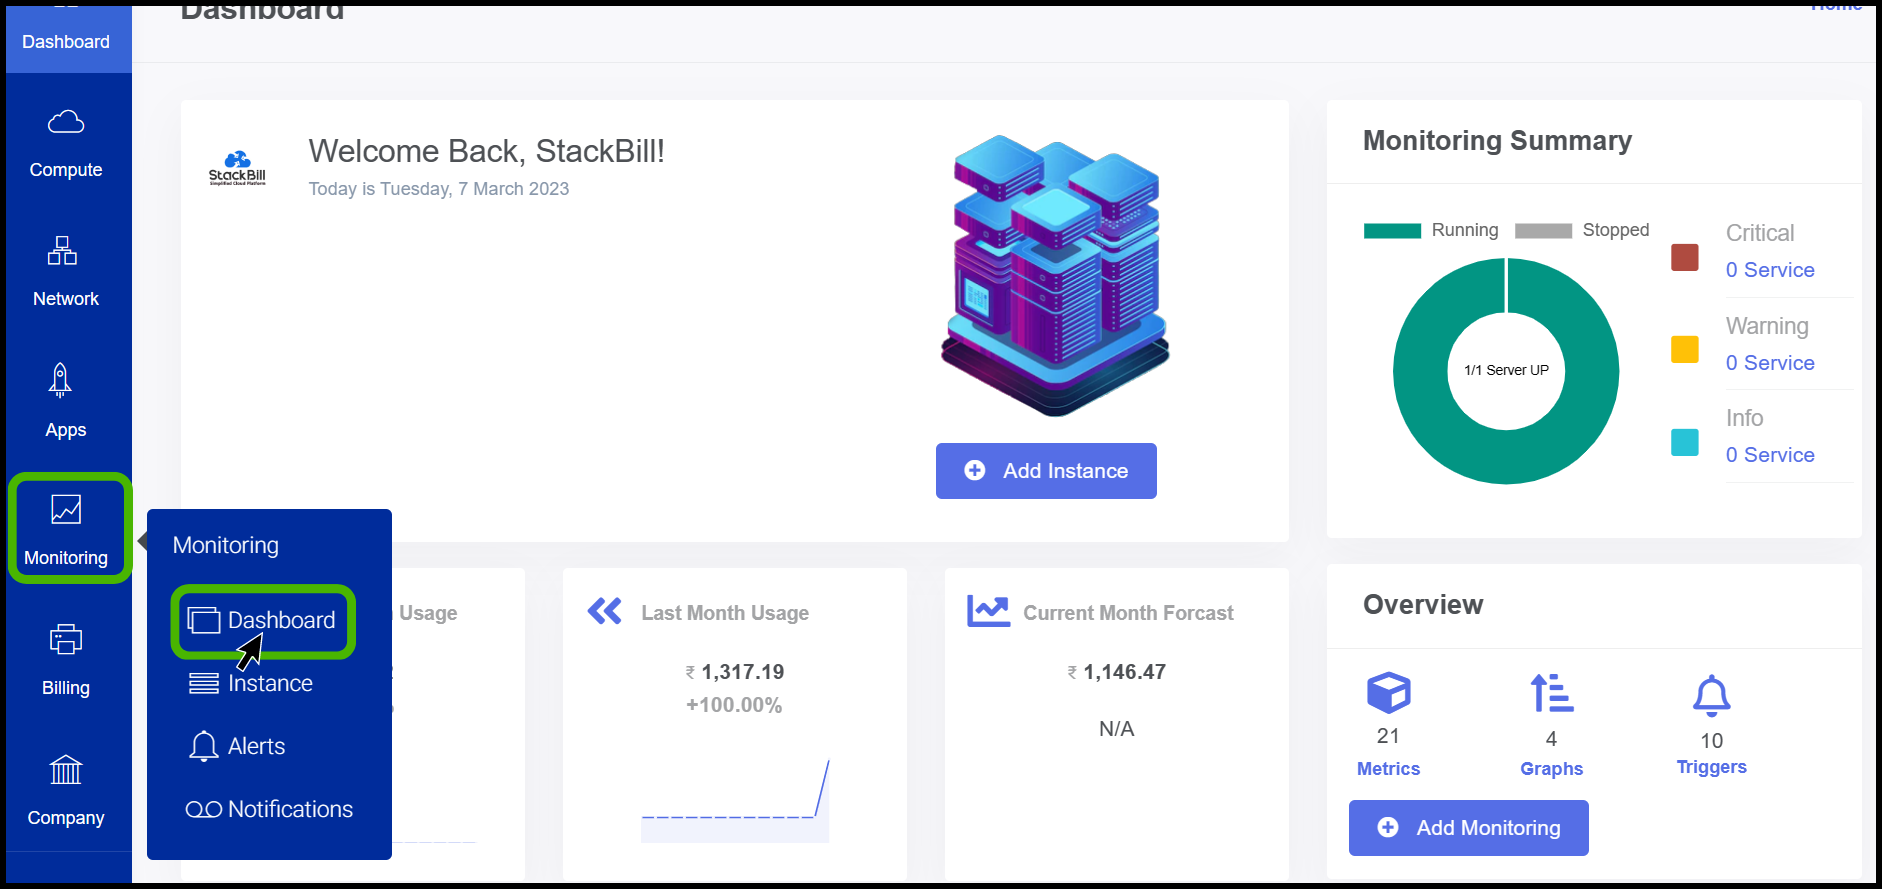 Dashboard
Home
Dashboard
Compute
Network
Apps
Monitoring
Billing
Company
StackBill
Simplified Cloud Platform
Welcome Back, StackBill!
Today is Tuesday, 7 March 2023
Add Instance
Monitoring Summary
Running
Stopped
1/1 Server UP
Critical
0 Service
Warning
0 Service
Info
0 Service
Monitoring
Dashboard
Instance
Alerts
Notifications
Usage
Last Month Usage
₹ 1,317.19
+100.00%
Current Month Forcast
₹ 1,146.47
N/A
Overview
21
Metrics
4
Graphs
10
Triggers
Add Monitoring